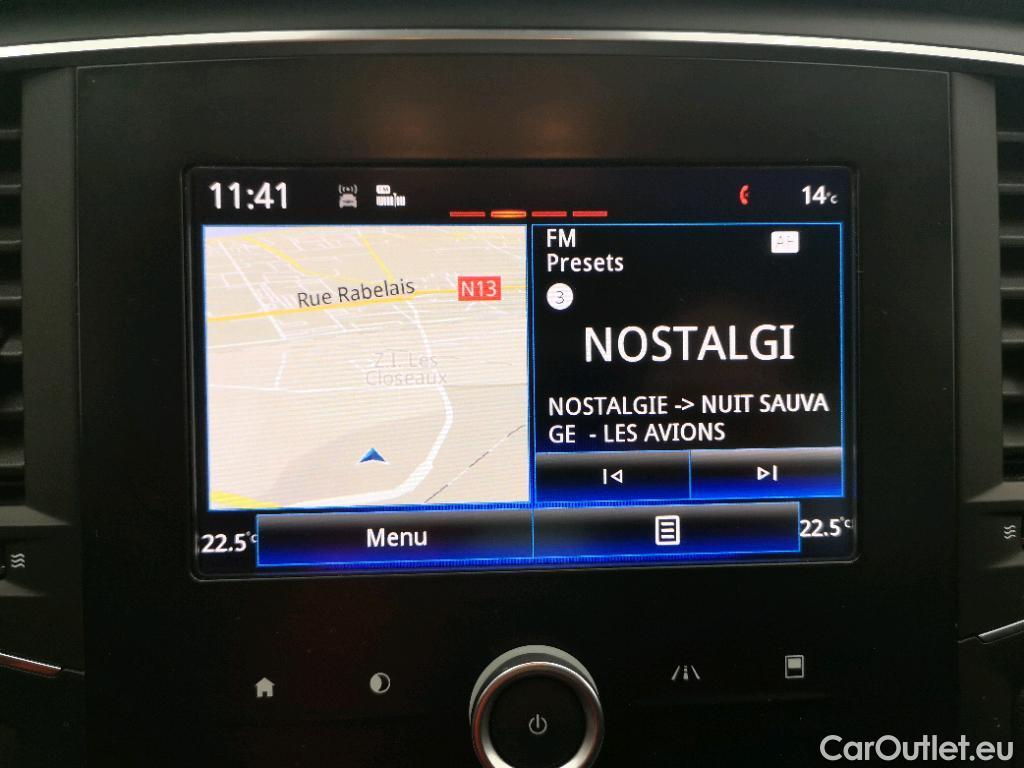 11:41
14°C
Rue Rabelais
N13
Z.I. Les
Closeaux
FM
AF
Presets
3
NOSTALGI
NOSTALGIE -> NUIT SAUVA
GE - LES AVIONS
22.5°C
Menu
22.5°C
CarOutlet.eu